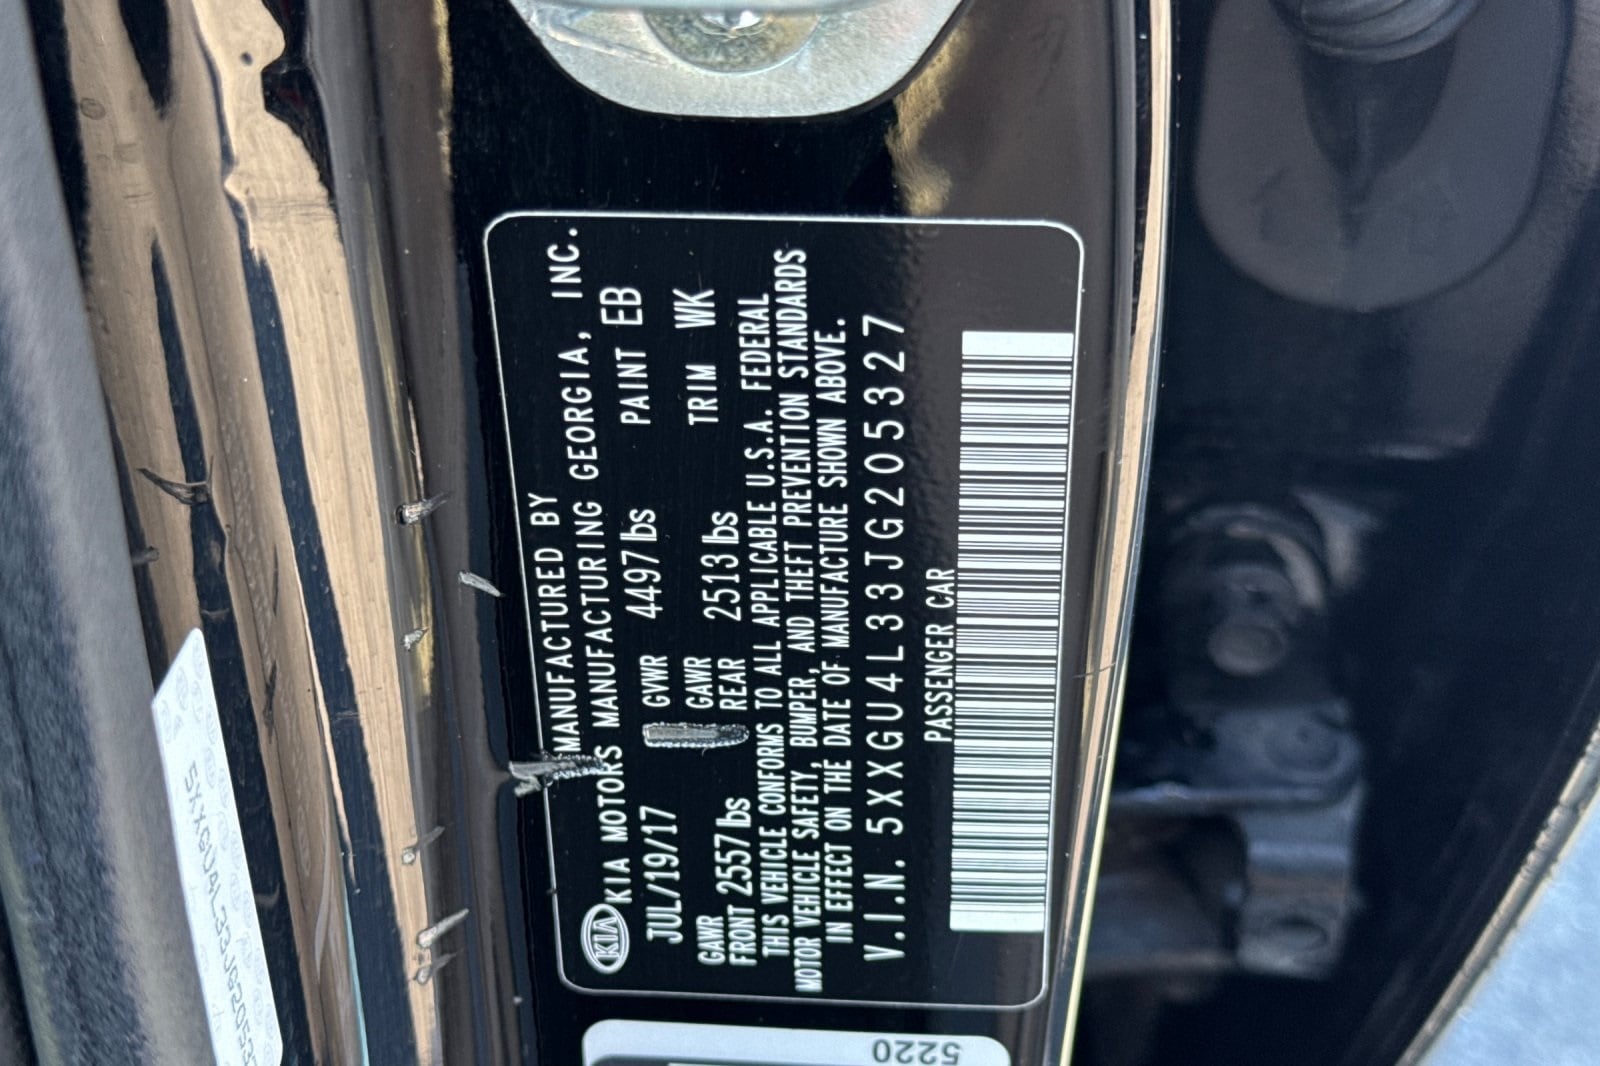 MANUFACTURED BY
KIA KIA MOTORS MANUFACTURING GEORGIA, INC.
JUL/19/17 GVWR 4497 lbs PAINT EB
GAWR FRONT 2557 lbs GAWR REAR 2513 lbs TRIM WK
THIS VEHICLE CONFORMS TO ALL APPLICABLE U.S.A. FEDERAL
MOTOR VEHICLE SAFETY, BUMPER, AND THEFT PREVENTION STANDARDS
IN EFFECT ON THE DATE OF MANUFACTURE SHOWN ABOVE.
V.I.N. 5XXGU4L33JG205327
PASSENGER CAR
5220